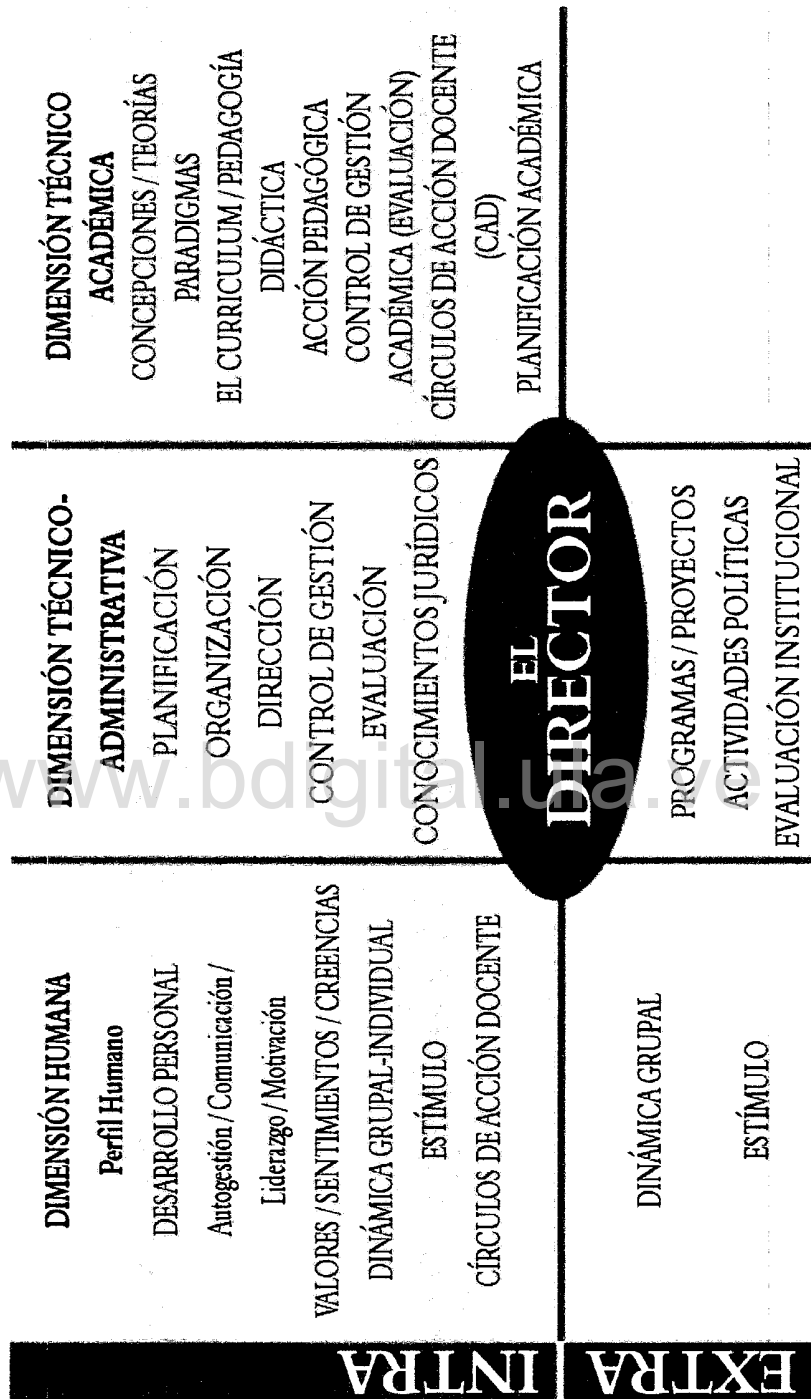 DIMENSIÓN HUMANA
Perfil Humano
DESARROLLO PERSONAL
Autogestión / Comunicación /
Liderazgo / Motivación
VALORES / SENTIMIENTOS / CREENCIAS
DINÁMICA GRUPAL-INDIVIDUAL
ESTÍMULO
CÍRCULOS DE ACCIÓN DOCENTE
DIMENSIÓN TÉCNICO-
ADMINISTRATIVA
PLANIFICACIÓN
ORGANIZACIÓN
DIRECCIÓN
CONTROL DE GESTIÓN
EVALUACIÓN
CONOCIMIENTOS JURÍDICOS
DIMENSIÓN TÉCNICO
ACADÉMICA
CONCEPCIONES / TEORÍAS
PARADIGMAS
EL CURRICULUM / PEDAGOGÍA
DIDÁCTICA
ACCIÓN PEDAGÓGICA
CONTROL DE GESTIÓN
ACADÉMICA (EVALUACIÓN)
CÍRCULOS DE ACCIÓN DOCENTE
(CAD)
PLANIFICACIÓN ACADÉMICA
INTRA
EL
DIRECTOR
EXTRA
DINÁMICA GRUPAL
ESTÍMULO
PROGRAMAS / PROYECTOS
ACTIVIDADES POLÍTICAS
EVALUACIÓN INSTITUCIONAL
www.bdigital.ula.ve